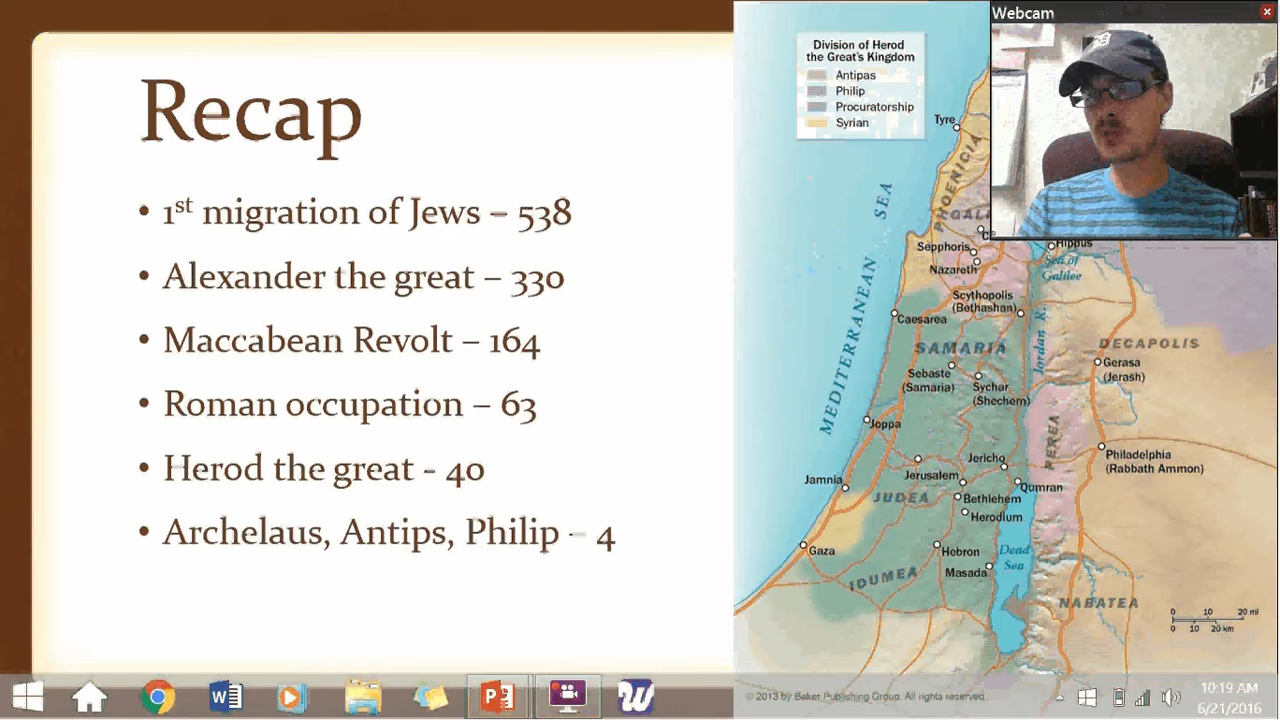 Recap
• 1st migration of Jews – 538
• Alexander the great – 330
• Maccabean Revolt – 164
• Roman occupation – 63
• Herod the great - 40
• Archelaus, Antips, Philip – 4
Division of Herod
the Great's Kingdom
Antipas
Philip
Procuratorship
Syrian
Webcam
Tyre
PHOENICIA
MEDITERRANEAN SEA
Sepphoris
Nazareth
Hippus
Sea of
Galilee
Scythopolis
(Bethashan)
Caesarea
SAMARIA
Jordan R.
DECAPOLIS
Sebaste
(Samaria)
Sychar
(Shechem)
Gerasa
(Jerash)
Joppa
PEREA
Jericho
Philadelphia
(Rabbath Ammon)
Jamnia
Jerusalem
Qumran
JUDEA
Bethlehem
Herodium
Gaza
Hebron
Dead
Sea
Masada
IDUMEA
NABATEA
0 10 20 mi
0 10 20 km
© 2013 by Baker Publishing Group. All rights reserved.
10:19 AM
6/21/2016